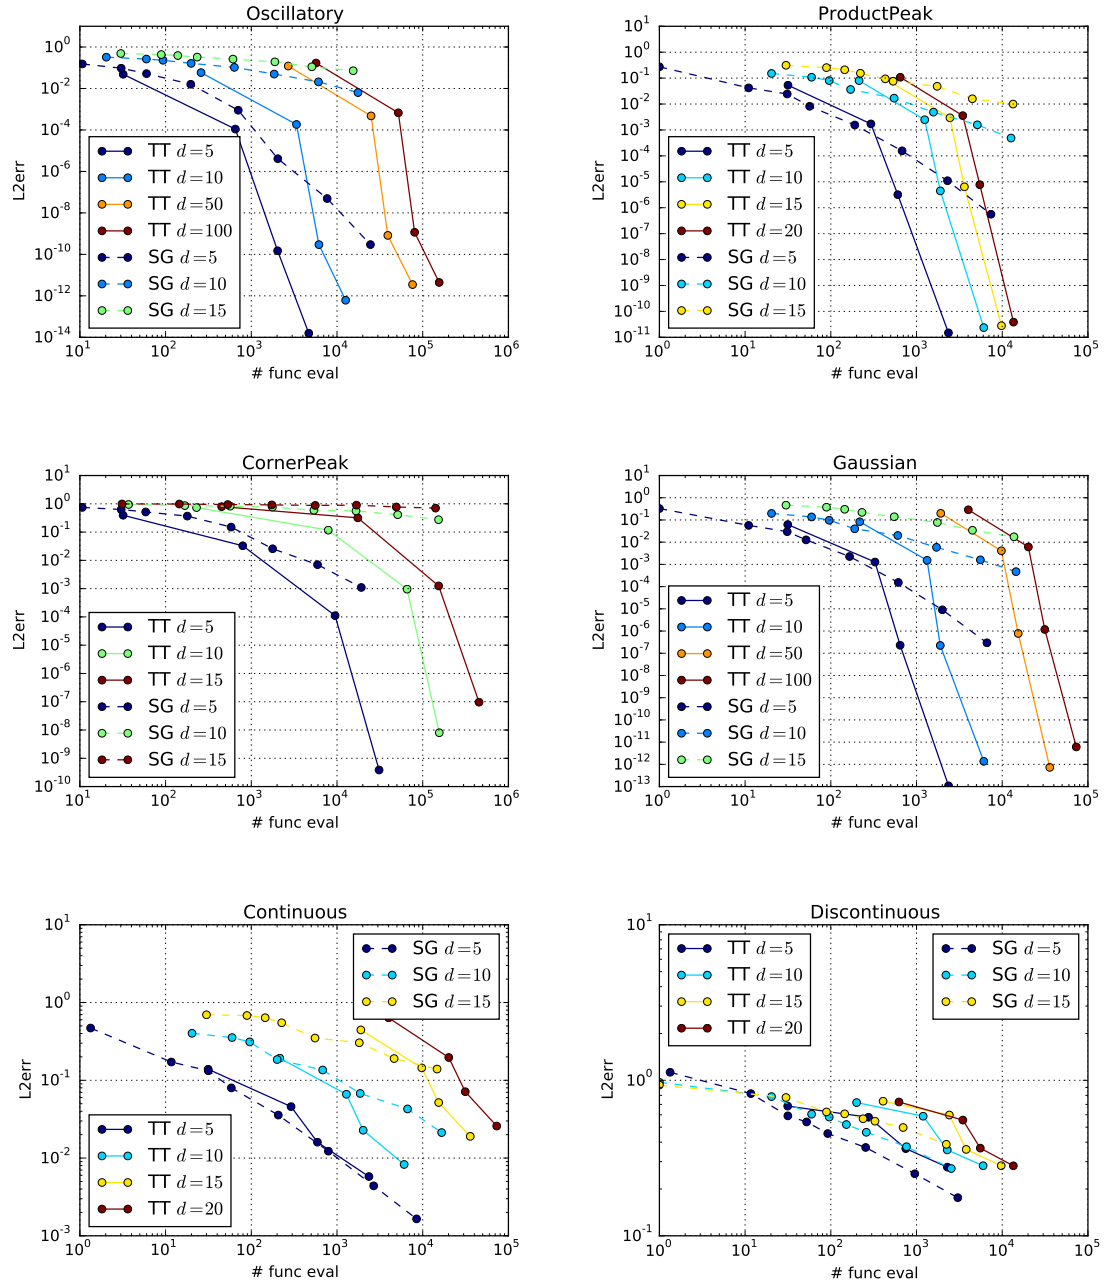 Oscillatory
10^0
10^-2
10^-4
10^-6
10^-8
10^-10
10^-12
10^-14
L2err
TT d=5
TT d=10
TT d=50
TT d=100
SG d=5
SG d=10
SG d=15
10^1 10^2 10^3 10^4 10^5 10^6
# func eval
ProductPeak
10^1
10^0
10^-1
10^-2
10^-3
10^-4
10^-5
10^-6
10^-7
10^-8
10^-9
10^-10
10^-11
L2err
TT d=5
TT d=10
TT d=15
TT d=20
SG d=5
SG d=10
SG d=15
10^0 10^1 10^2 10^3 10^4 10^5
# func eval
CornerPeak
10^1
10^0
10^-1
10^-2
10^-3
10^-4
10^-5
10^-6
10^-7
10^-8
10^-9
10^-10
L2err
TT d=5
TT d=10
TT d=15
SG d=5
SG d=10
SG d=15
10^1 10^2 10^3 10^4 10^5 10^6
# func eval
Gaussian
10^1
10^0
10^-1
10^-2
10^-3
10^-4
10^-5
10^-6
10^-7
10^-8
10^-9
10^-10
10^-11
10^-12
10^-13
L2err
TT d=5
TT d=10
TT d=50
TT d=100
SG d=5
SG d=10
SG d=15
10^0 10^1 10^2 10^3 10^4 10^5
# func eval
Continuous
10^1
10^0
10^-1
10^-2
10^-3
L2err
SG d=5
SG d=10
SG d=15
TT d=5
TT d=10
TT d=15
TT d=20
10^0 10^1 10^2 10^3 10^4 10^5
# func eval
Discontinuous
10^1
10^0
10^-1
L2err
TT d=5
TT d=10
TT d=15
TT d=20
SG d=5
SG d=10
SG d=15
10^0 10^1 10^2 10^3 10^4 10^5
# func eval